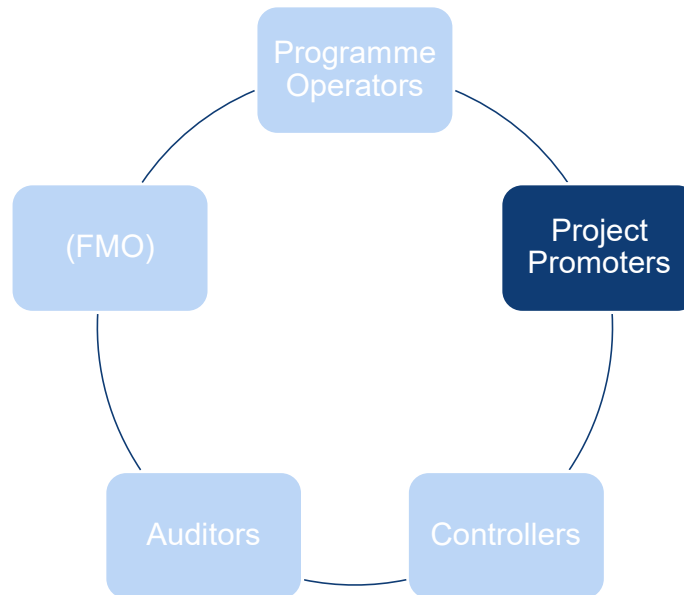 Programme
Operators
(FMO)
Project
Promoters
Auditors
Controllers